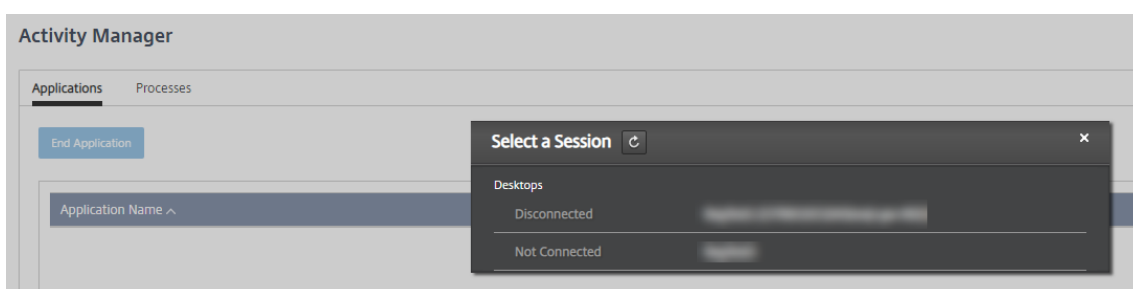 Activity Manager
Applications Processes
End Application
Select a Session
Desktops
Application Name
Disconnected
Not Connected